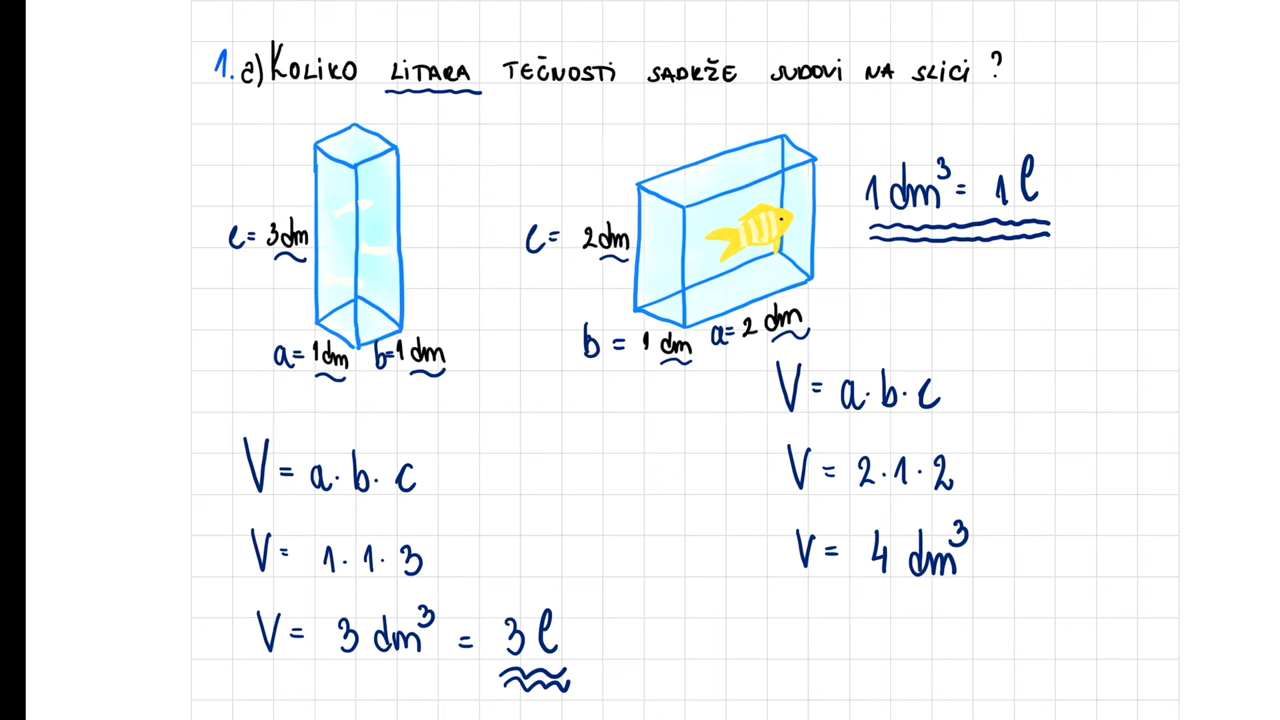 1. a) KOLIKO LITARA TEČNOSTI SADRŽE SUDOVI NA SLICI?
1 dm³ = 1 l
c = 3 dm
a = 1 dm b = 1 dm
V = a · b · c
V = 1 · 1 · 3
V = 3 dm³ = 3 l
c = 2 dm
b = 1 dm a = 2 dm
V = a · b · c
V = 2 · 1 · 2
V = 4 dm³